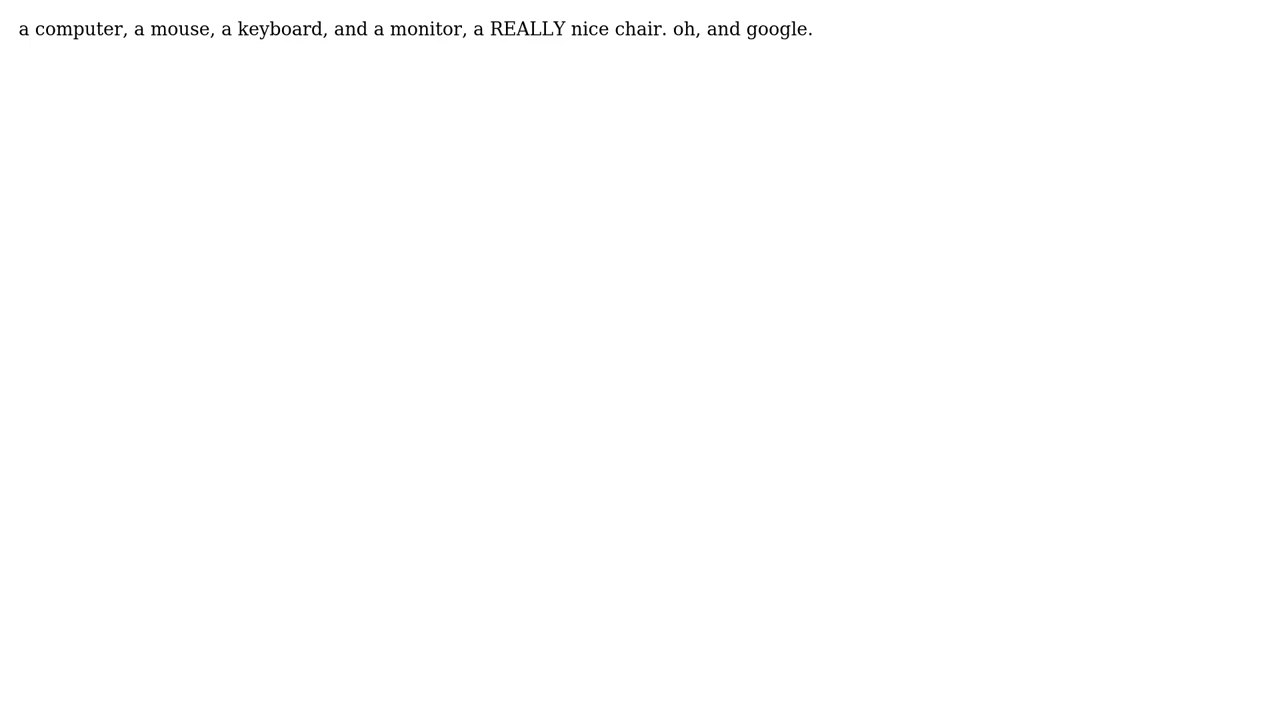 a computer, a mouse, a keyboard, and a monitor, a REALLY nice chair. oh, and google.